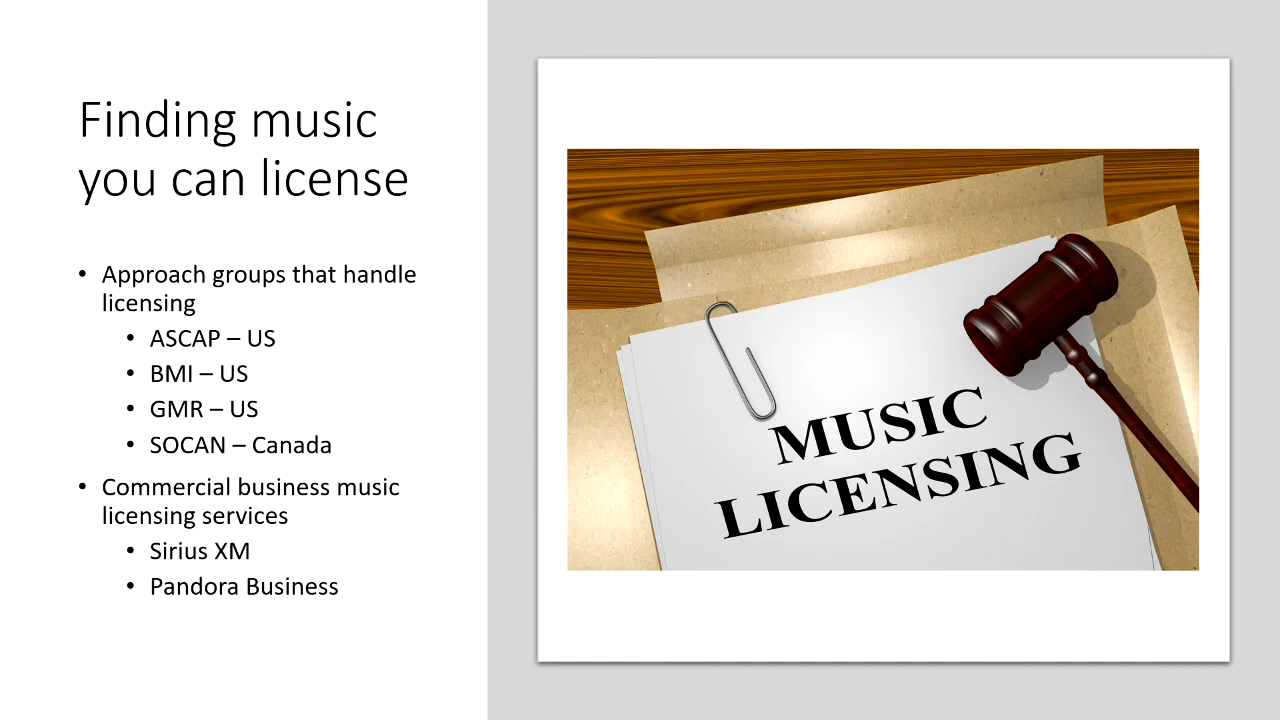 Finding music
you can license
• Approach groups that handle
licensing
• ASCAP – US
• BMI – US
• GMR – US
• SOCAN – Canada
• Commercial business music
licensing services
• Sirius XM
• Pandora Business
MUSIC
LICENSING